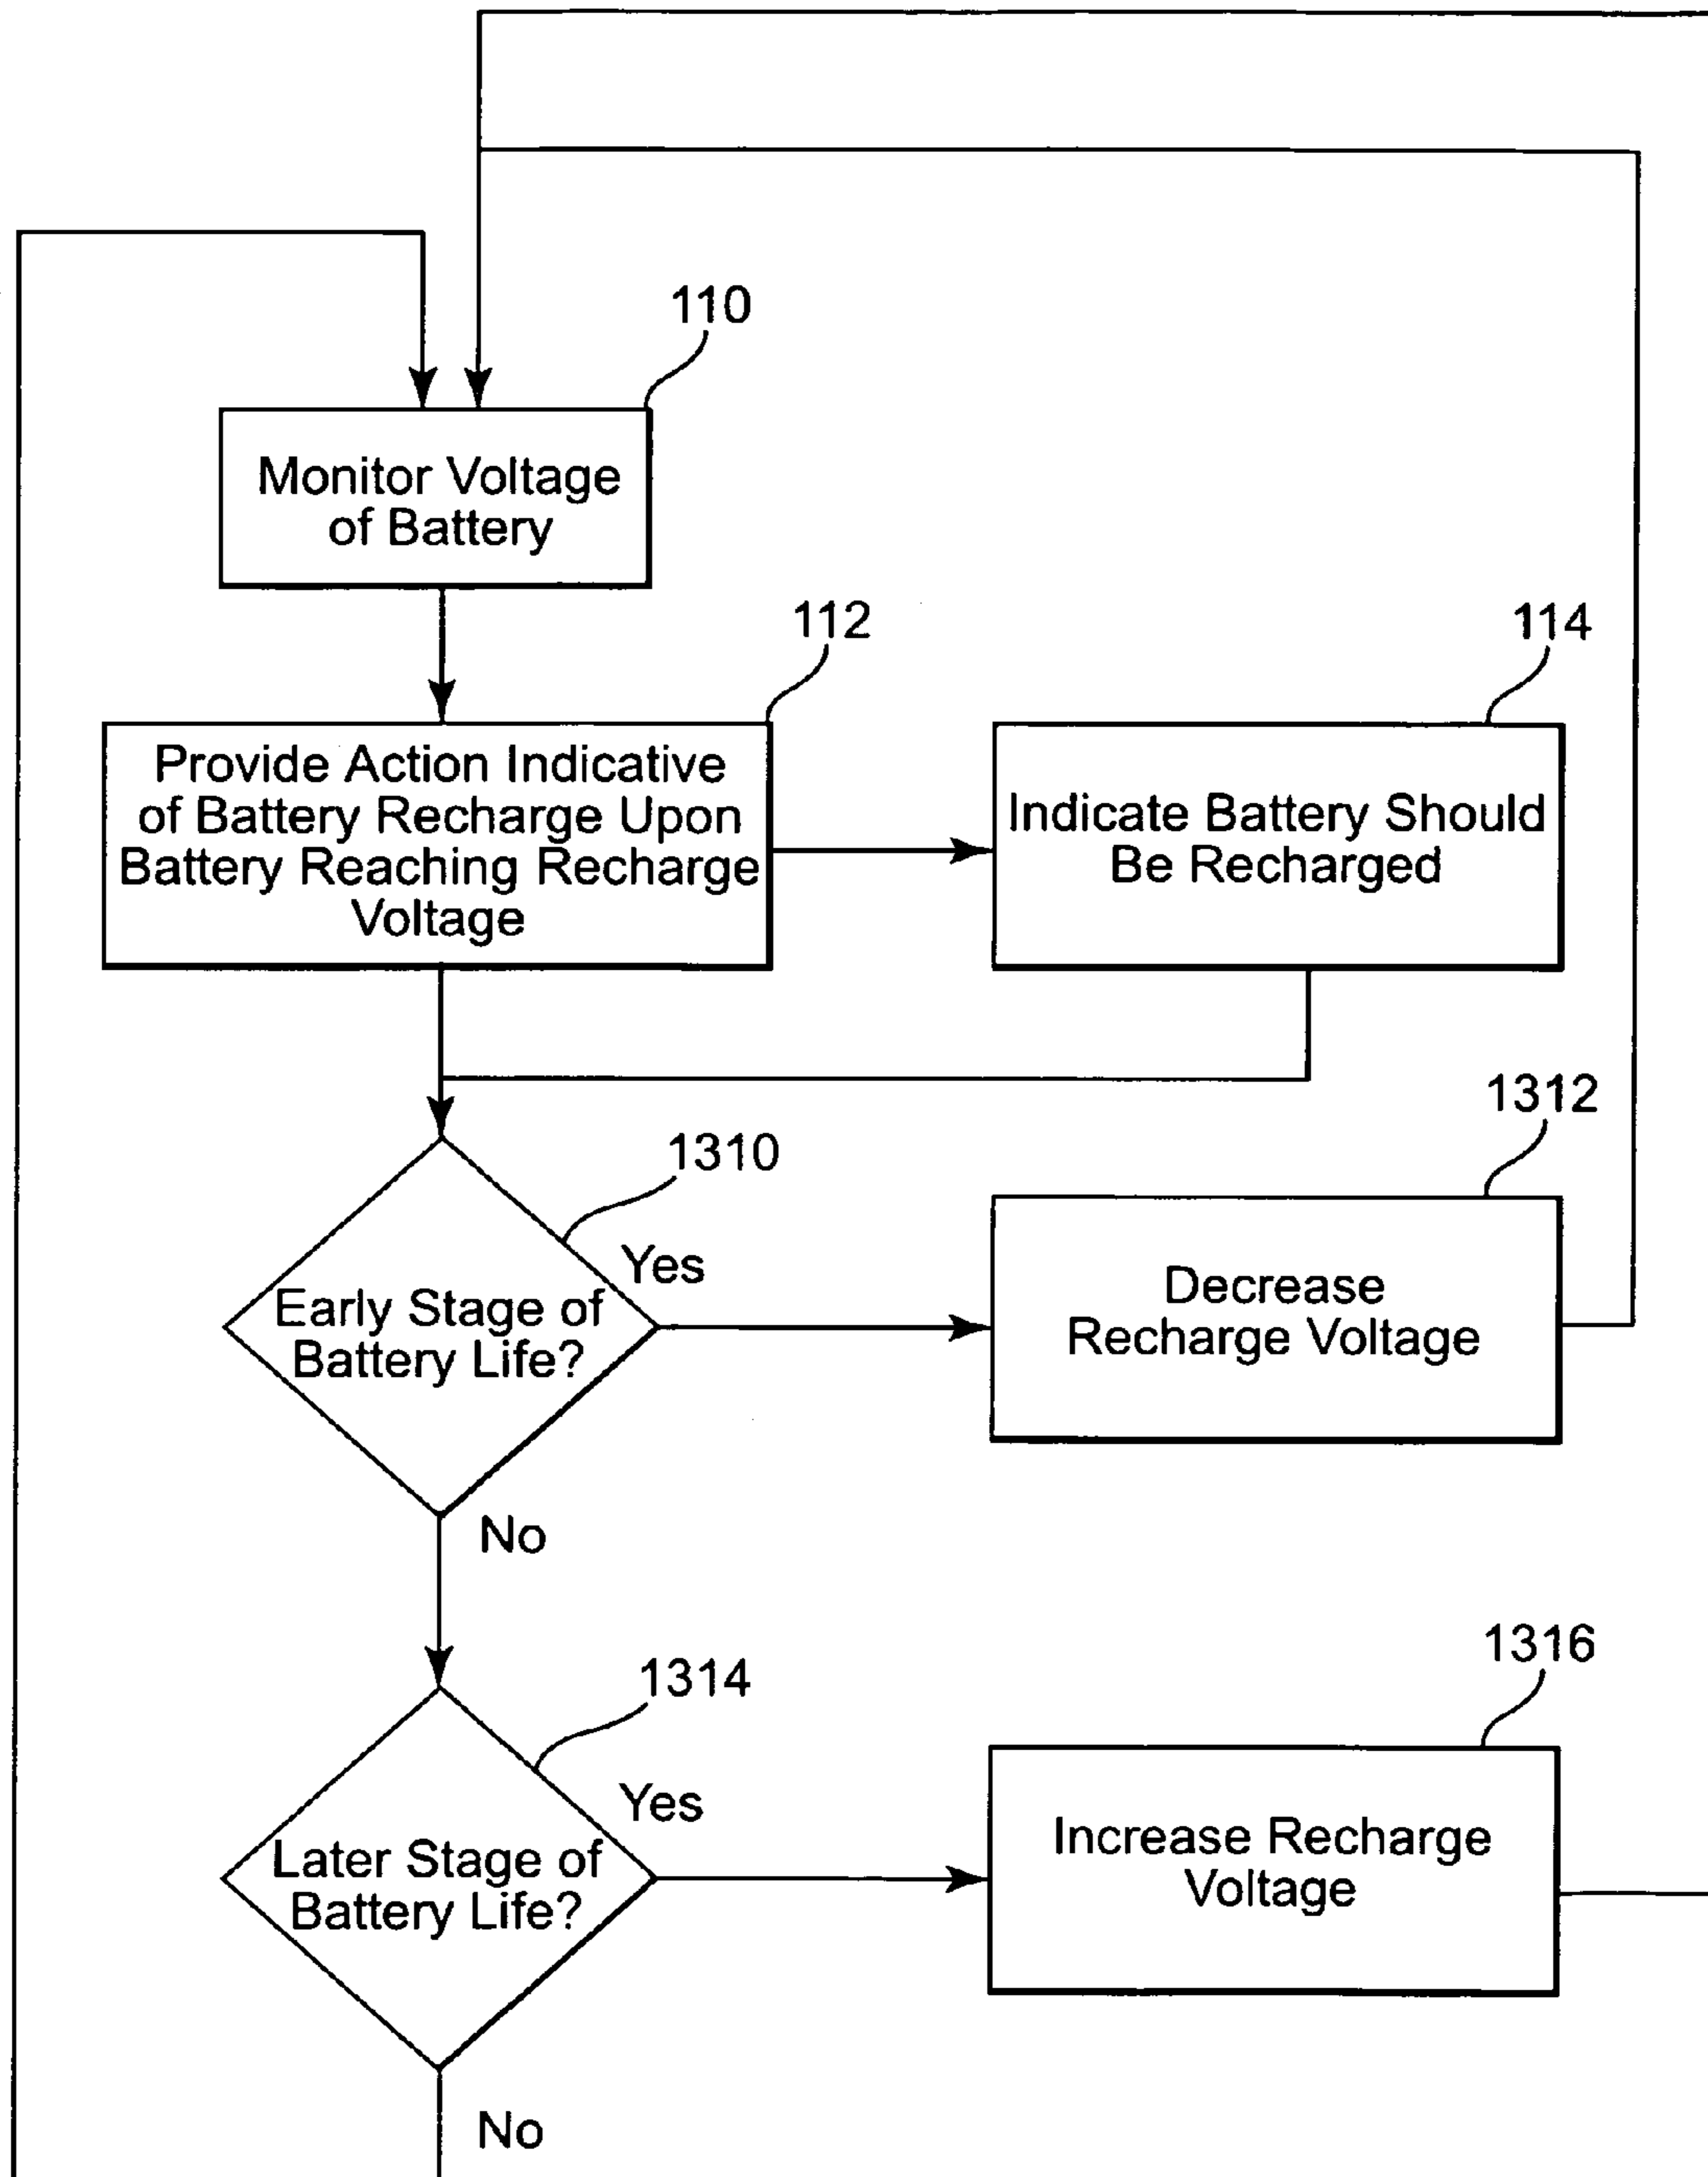 110
Monitor Voltage
of Battery
112
114
Provide Action Indicative
of Battery Recharge Upon
Battery Reaching Recharge
Voltage
Indicate Battery Should
Be Recharged
1310
1312
Yes
Early Stage of
Battery Life?
Decrease
Recharge Voltage
No
1314
1316
Yes
Later Stage of
Battery Life?
Increase Recharge
Voltage
No